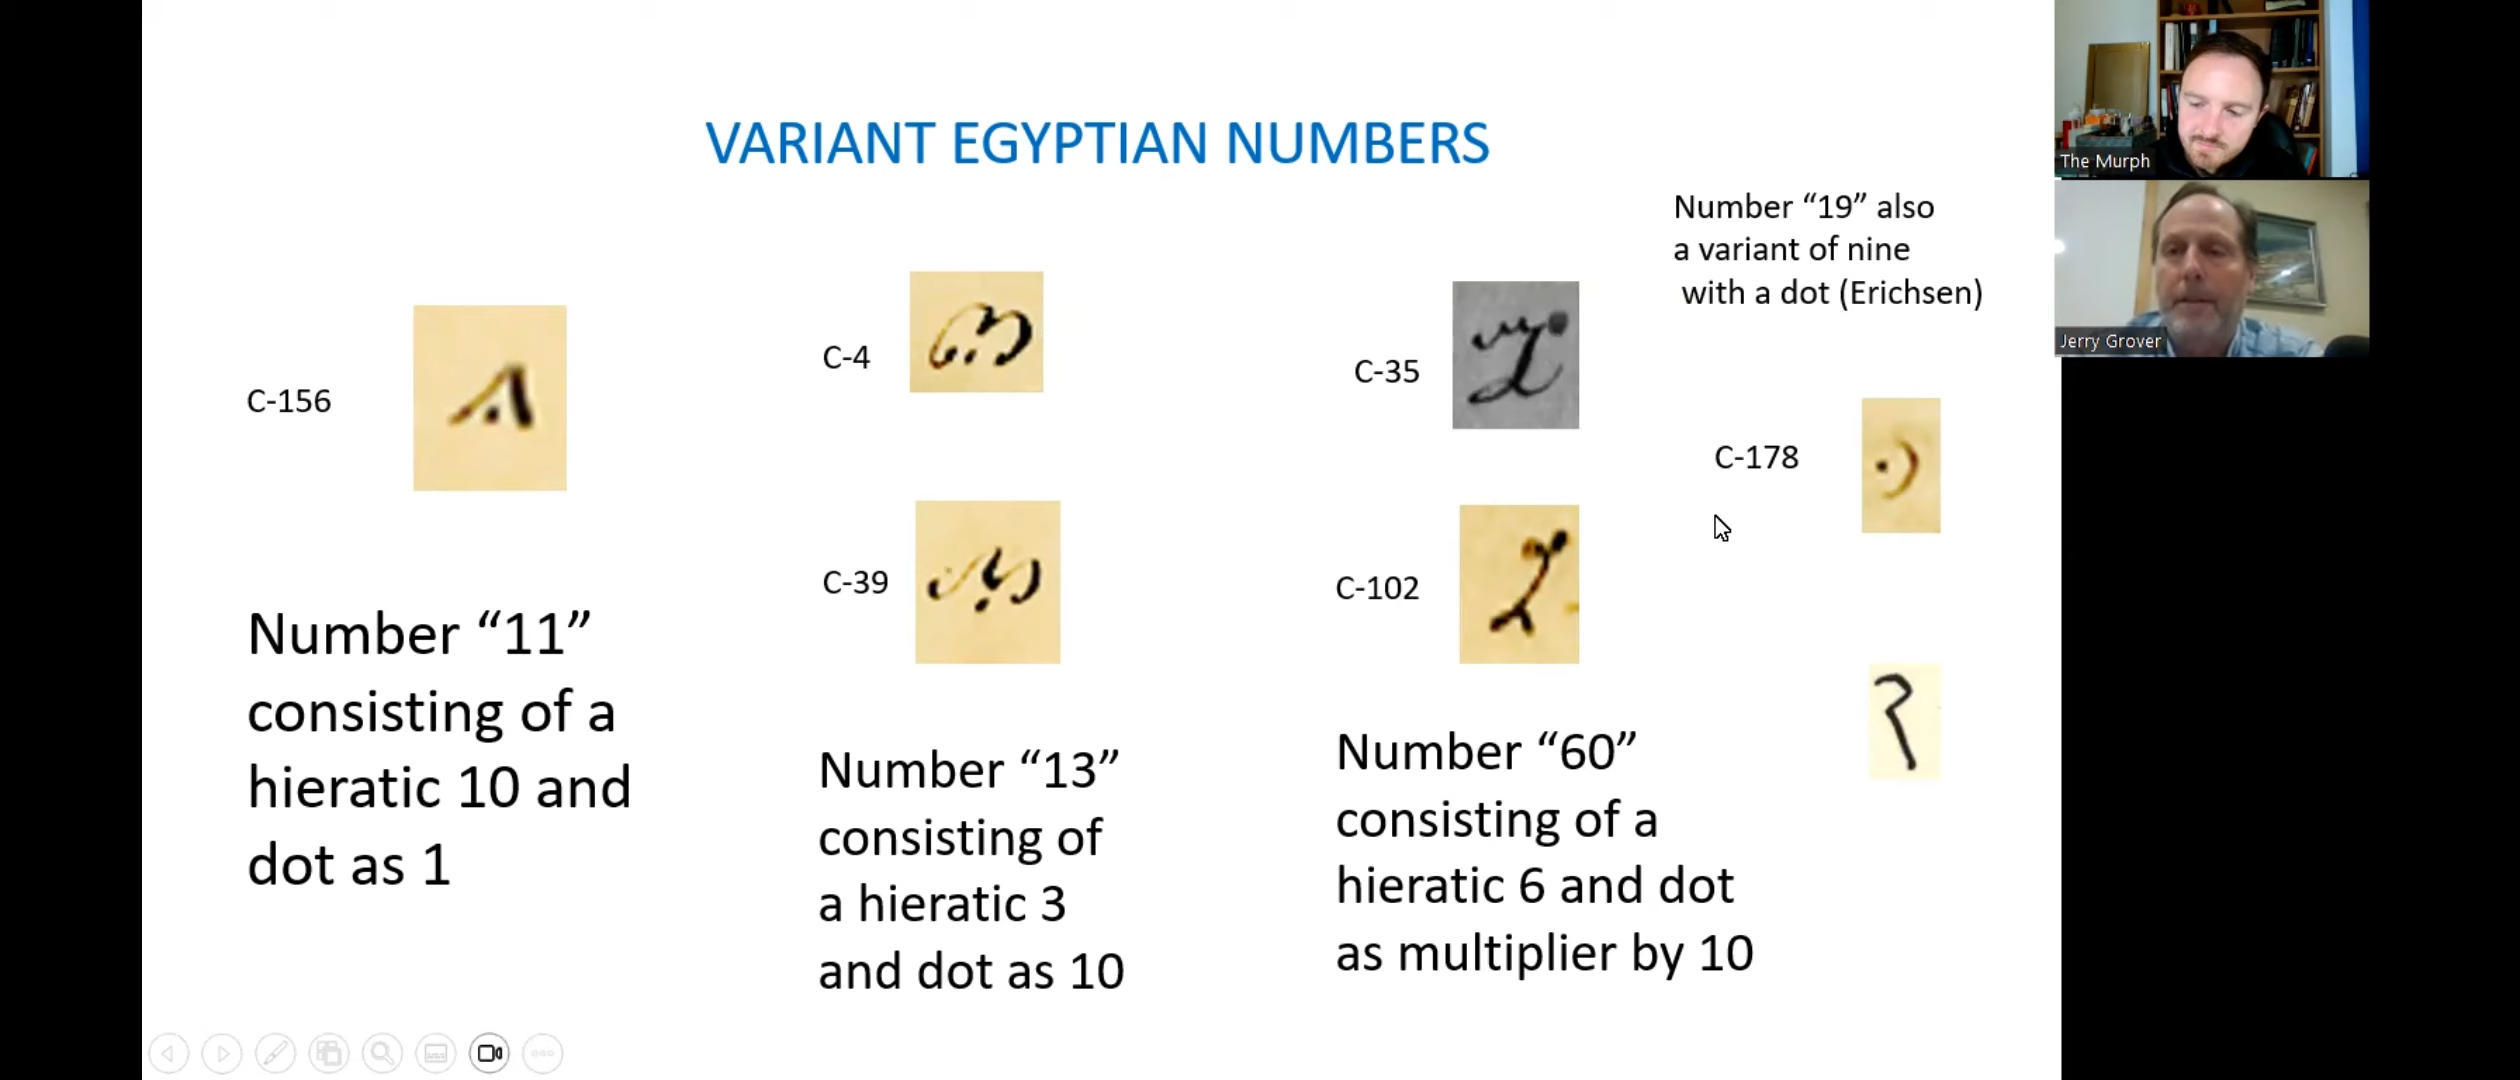 VARIANT EGYPTIAN NUMBERS
C-156
Number “11”
consisting of a
hieratic 10 and
dot as 1
C-4
C-39
Number “13”
consisting of
a hieratic 3
and dot as 10
C-35
C-102
Number “60”
consisting of a
hieratic 6 and dot
as multiplier by 10
Number “19” also
a variant of nine
with a dot (Erichsen)
C-178
The Murph
Jerry Grover